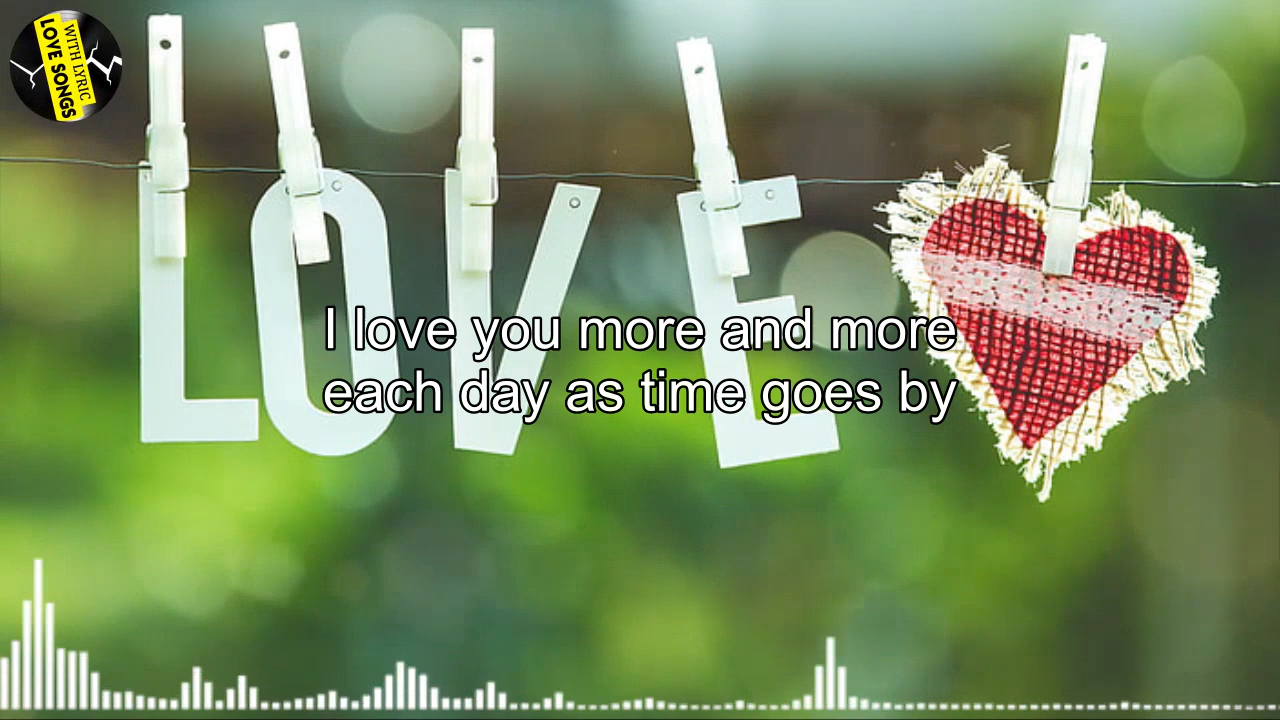 WITH LYRIC
LOVE SONGS
LOVE
I love you more and more
each day as time goes by